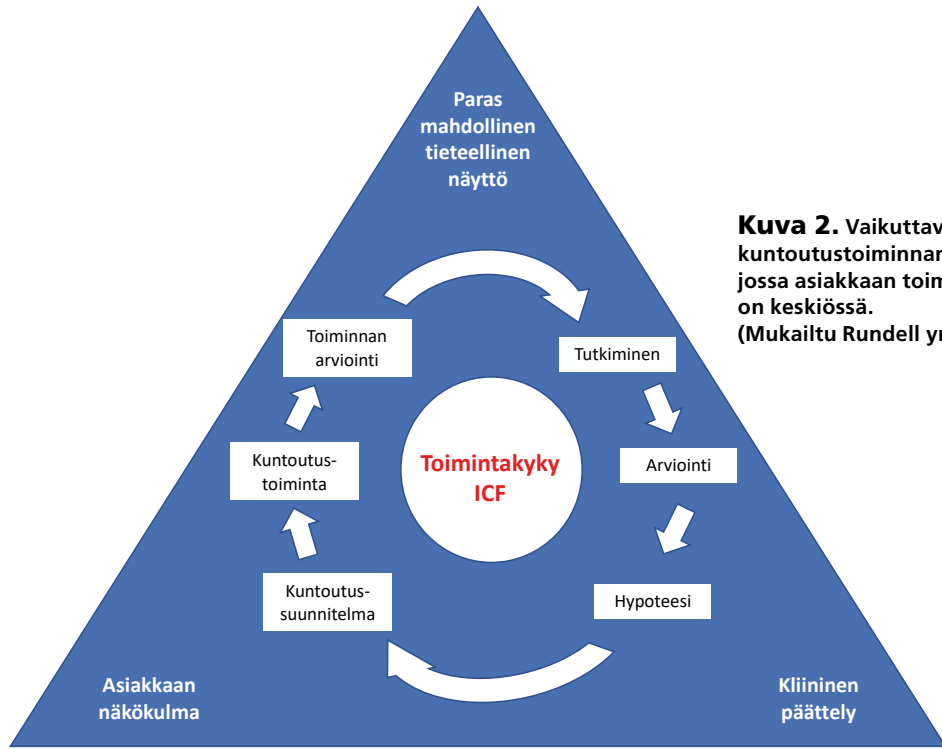 Paras
mahdollinen
tieteellinen
näyttö
Kuva 2. Vaikuttav
kuntoutustoiminnan
jossa asiakkaan toim
on keskiössä.
(Mukailtu Rundell
Toiminnan
arviointi
Tutkiminen
Kuntoutus-
toiminta
Toimintakyky
ICF
Arviointi
Kuntoutus-
suunnitelma
Hypoteesi
Asiakkaan
näkökulma
Kliininen
päättely